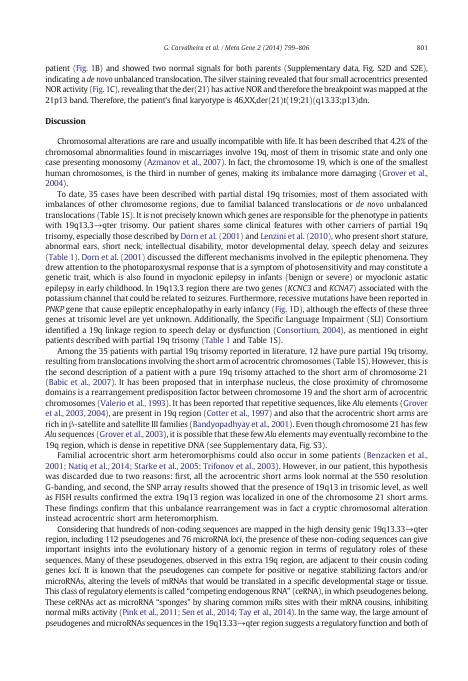 G. Carvalheira et al. / Meta Gene 2 (2014) 799–806
801
patient (Fig. 1B) and showed two normal signals for both parents (Supplementary data, Fig. S2D and S2E),
indicating a de novo unbalanced translocation. The silver staining revealed that four small acrocentrics presented
NOR activity (Fig. 1C), revealing that the der(21) has active NOR and therefore the breakpoint was mapped at the
21p13 band. Therefore, the patient's final karyotype is 46,XX,der(21)t(19;21)(q13.33;p13)dn.
Discussion
Chromosomal alterations are rare and usually incompatible with life. It has been described that 4.2% of the
chromosomal abnormalities found in miscarriages involve 19q, most of them in trisomic state and only one
case presenting monosomy (Azmanov et al., 2007). In fact, the chromosome 19, which is one of the smallest
human chromosomes, is the third in number of genes, making its imbalance more damaging (Grover et al.,
2004).
To date, 35 cases have been described with partial distal 19q trisomies, most of them associated with
imbalances of other chromosome regions, due to familial balanced translocations or de novo unbalanced
translocations (Table 1S). It is not precisely known which genes are responsible for the phenotype in patients
with 19q13.3→qter trisomy. Our patient shares some clinical features with other carriers of partial 19q
trisomy, especially those described by Dorn et al. (2001) and Lenzini et al. (2010), who present short stature,
abnormal ears, short neck, intellectual disability, motor developmental delay, speech delay and seizures
(Table 1). Dorn et al. (2001) discussed the different mechanisms involved in the epileptic phenomena. They
drew attention to the photoparoxysmal response that is a symptom of photosensitivity and may constitute a
genetic trait, which is also found in myoclonic epilepsy in infants (benign or severe) or myoclonic astatic
epilepsy in early childhood. In 19q13.3 region there are two genes (KCNC3 and KCNA7) associated with the
potassium channel that could be related to seizures. Furthermore, recessive mutations have been reported in
PNKP gene that cause epileptic encephalopathy in early infancy (Fig. 1D), although the effects of these three
genes at trisomic level are yet unknown. Additionally, the Specific Language Impairment (SLI) Consortium
identified a 19q linkage region to speech delay or dysfunction (Consortium, 2004), as mentioned in eight
patients described with partial 19q trisomy (Table 1 and Table 1S).
Among the 35 patients with partial 19q trisomy reported in literature, 12 have pure partial 19q trisomy,
resulting from translocations involving the short arm of acrocentric chromosomes (Table 1S). However, this is
the second description of a patient with a pure 19q trisomy attached to the short arm of chromosome 21
(Babic et al., 2007). It has been proposed that in interphase nucleus, the close proximity of chromosome
domains is a rearrangement predisposition factor between chromosome 19 and the short arm of acrocentric
chromosomes (Valerio et al., 1993). It has been reported that repetitive sequences, like Alu elements (Grover
et al., 2003, 2004), are present in 19q region (Cotter et al., 1997) and also that the acrocentric short arms are
rich in β-satellite and satellite III families (Bandyopadhyay et al., 2001). Even though chromosome 21 has few
Alu sequences (Grover et al., 2003), it is possible that these few Alu elements may eventually recombine to the
19q region, which is dense in repetitive DNA (see Supplementary data, Fig. S3).
Familial acrocentric short arm heteromorphisms could also occur in some patients (Benzacken et al.,
2001; Natiq et al., 2014; Starke et al., 2005; Trifonov et al., 2003). However, in our patient, this hypothesis
was discarded due to two reasons: first, all the acrocentric short arms look normal at the 550 resolution
G-banding, and second, the SNP array results showed that the presence of 19q13 in trisomic level, as well
as FISH results confirmed the extra 19q13 region was localized in one of the chromosome 21 short arms.
These findings confirm that this unbalance rearrangement was in fact a cryptic chromosomal alteration
instead acrocentric short arm heteromorphism.
Considering that hundreds of non-coding sequences are mapped in the high density genic 19q13.33→qter
region, including 112 pseudogenes and 76 microRNA loci, the presence of these non-coding sequences can give
important insights into the evolutionary history of a genomic region in terms of regulatory roles of these
sequences. Many of these pseudogenes, observed in this extra 19q region, are adjacent to their cousin coding
genes loci. It is known that the pseudogenes can compete for positive or negative stabilizing factors and/or
microRNAs, altering the levels of mRNAs that would be translated in a specific developmental stage or tissue.
This class of regulatory elements is called "competing endogenous RNA" (ceRNA), in which pseudogenes belong.
These ceRNAs act as microRNA "sponges" by sharing common miRs sites with their mRNA cousins, inhibiting
normal miRs activity (Pink et al., 2011; Sen et al., 2014; Tay et al., 2014). In the same way, the large amount of
pseudogenes and microRNAs sequences in the 19q13.33→qter region suggests a regulatory function and both of